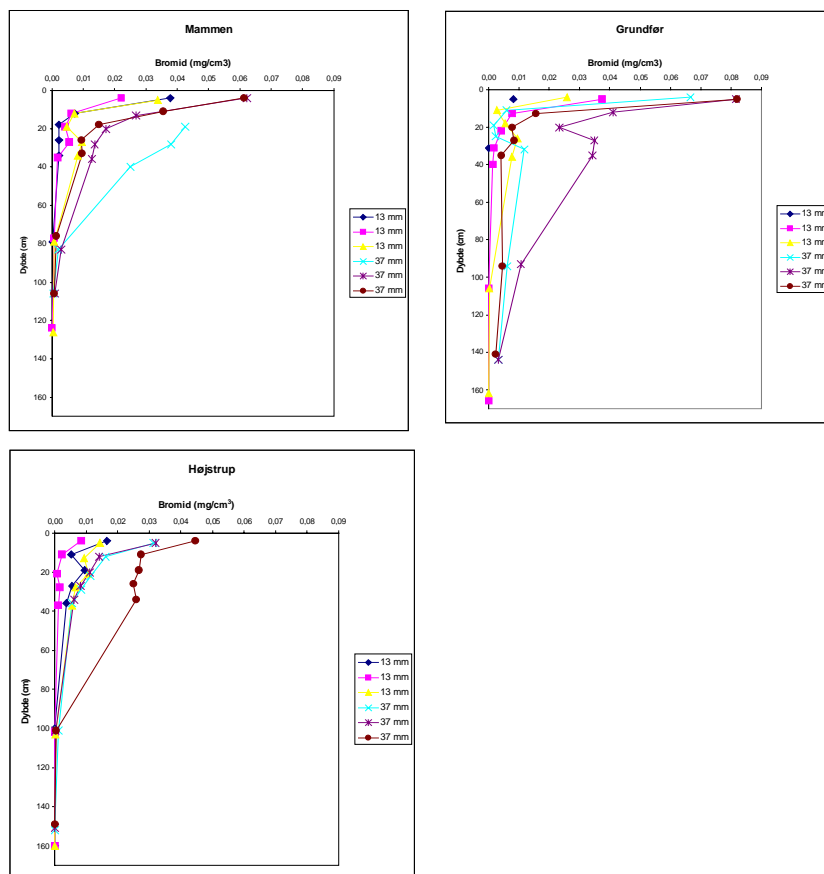 Mammen
Bromid (mg/cm3)
0,00 0,01 0,02 0,03 0,04 0,05 0,06 0,07 0,08 0,09
0
20
40
60
80
100
120
140
160
Dybde (cm)
13 mm
13 mm
13 mm
37 mm
37 mm
37 mm
Grundfør
Bromid (mg/cm3)
0,00 0,01 0,02 0,03 0,04 0,05 0,06 0,07 0,08 0,09
0
20
40
60
80
100
120
140
160
Dybde (cm)
13 mm
13 mm
13 mm
37 mm
37 mm
37 mm
Højstrup
Bromid (mg/cm³)
0,00 0,01 0,02 0,03 0,04 0,05 0,06 0,07 0,08 0,09
0
20
40
60
80
100
120
140
160
Dybde (cm)
13 mm
13 mm
13 mm
37 mm
37 mm
37 mm